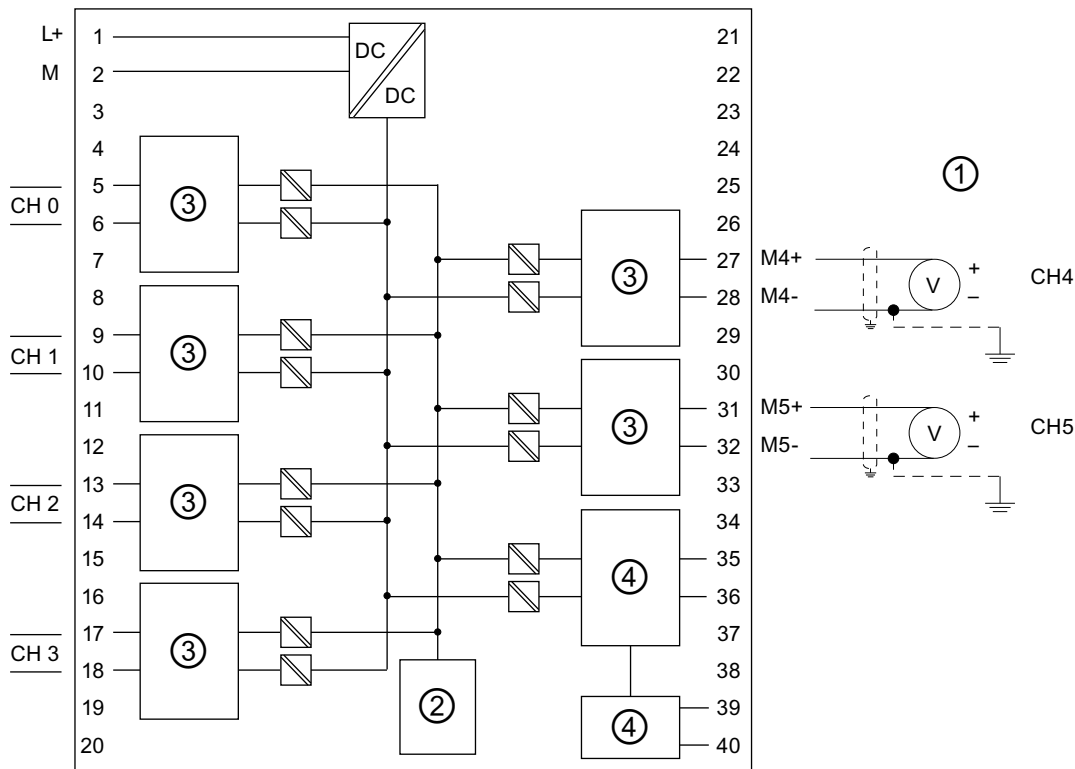 L+ 1 DC 21
M 2 DC 22
3 23
4 24 ①
5 ③ 25
CH 0
6 26
7 ③ 27 M4+ V + CH4
8 28 M4- –
9 ③ 29
CH 1
10 30
11 ③ 31 M5+ V + CH5
12 32 M5- –
13 ③ 33
CH 2
14 34
15 ④ 35
16 36
17 ③ 37
CH 3
18 38
19 ② ④ 39
20 40